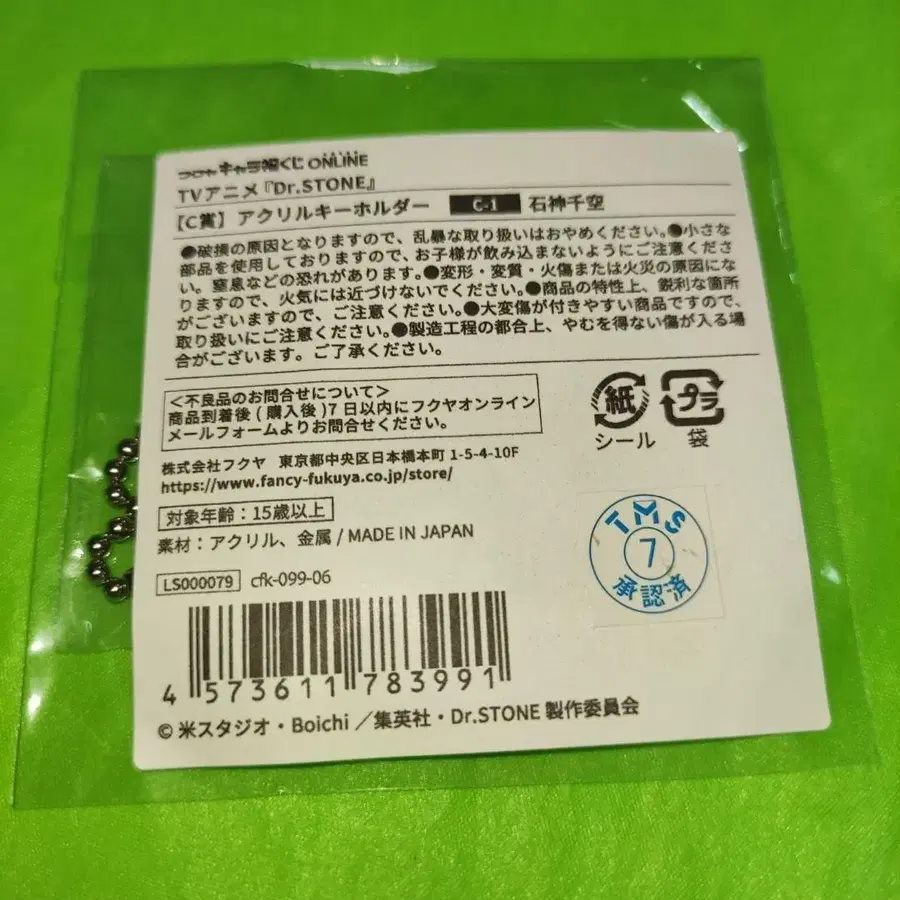 フクヤキャラ福くじ ONLINE
TVアニメ『Dr.STONE』
【C賞】アクリルキーホルダー C-1 石神千空
●破損の原因となりますので、乱暴な取り扱いはおやめください。●小さな
部品を使用しておりますので、お子様が飲み込まないようにご注意くださ
い。窒息などの恐れがあります。●変形・変質・火傷または火災の原因にな
りますので、火気には近づけないでください。●商品の特性上、鋭利な箇所
がございますので、ご注意ください。●大変傷が付きやすい商品ですので、
取り扱いにご注意ください。●製造工程の都合上、やむを得ない傷が入る場
合がございます。ご了承ください。
＜不良品のお問合せについて＞
商品到着後(購入後)7日以内にフクヤオンライン
メールフォームよりお問合せください。
紙 プラ
シール 袋
株式会社フクヤ 東京都中央区日本橋本町 1-5-4-10F
https://www.fancy-fukuya.co.jp/store/
対象年齢：15歳以上
素材：アクリル、金属 / MADE IN JAPAN
TMS
7
承認済
LS000079 cfk-099-06
4 573611 783991
© 米スタジオ・Boichi／集英社・Dr.STONE 製作委員会